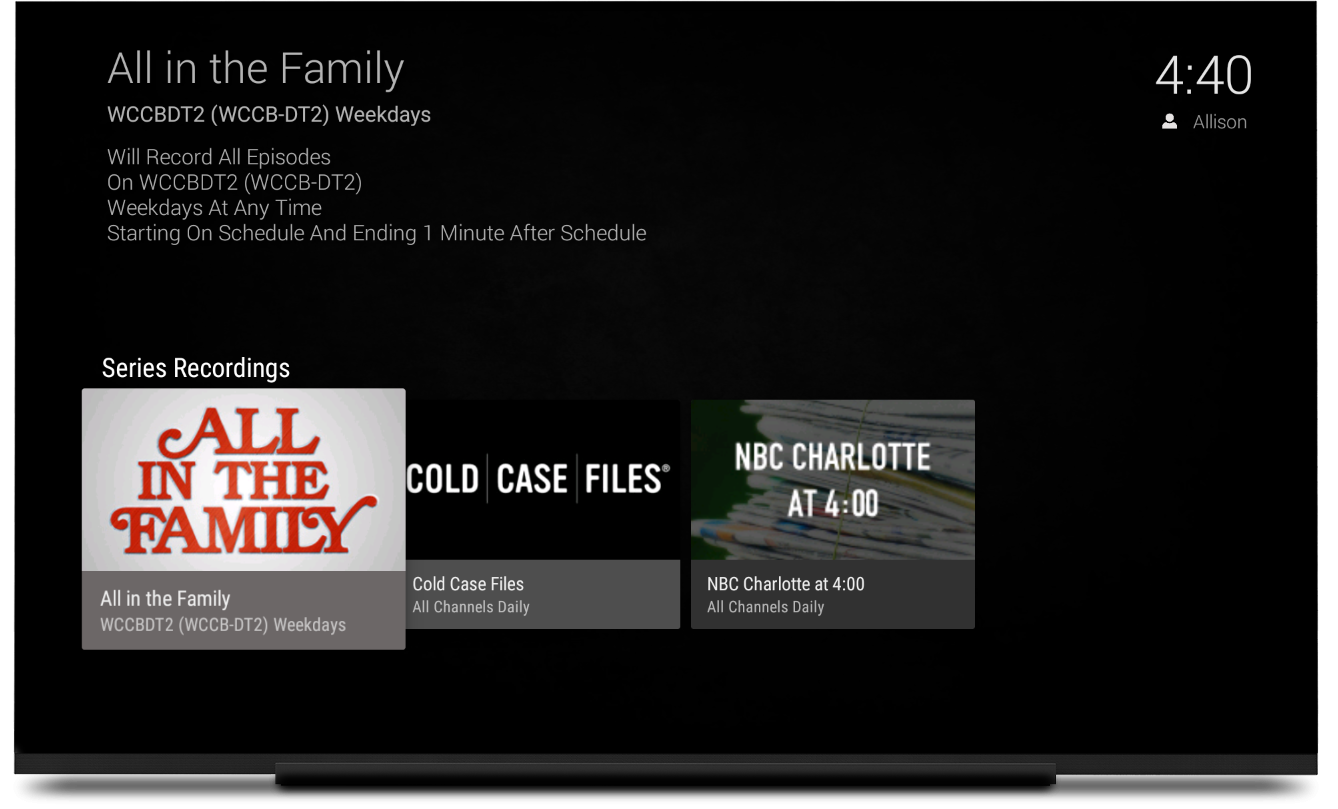 All in the Family
WCCBDT2 (WCCB-DT2) Weekdays
Will Record All Episodes
On WCCBDT2 (WCCB-DT2)
Weekdays At Any Time
Starting On Schedule And Ending 1 Minute After Schedule
4:40
Allison
Series Recordings
ALL
IN THE
FAMILY
All in the Family
WCCBDT2 (WCCB-DT2) Weekdays
COLD CASE FILES®
Cold Case Files
All Channels Daily
NBC CHARLOTTE
AT 4:00
NBC Charlotte at 4:00
All Channels Daily